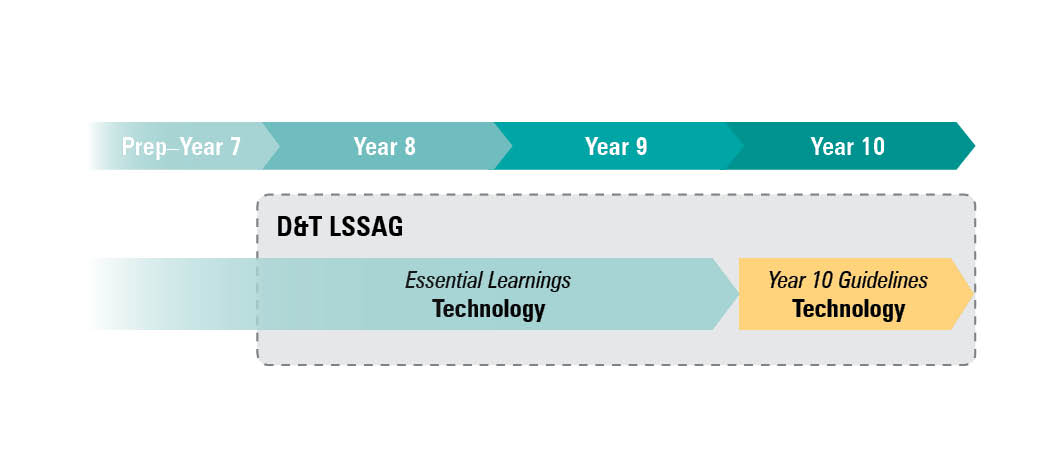 Prep–Year 7 Year 8 Year 9 Year 10
D&T LSSAG
Essential Learnings
Technology
Year 10 Guidelines
Technology